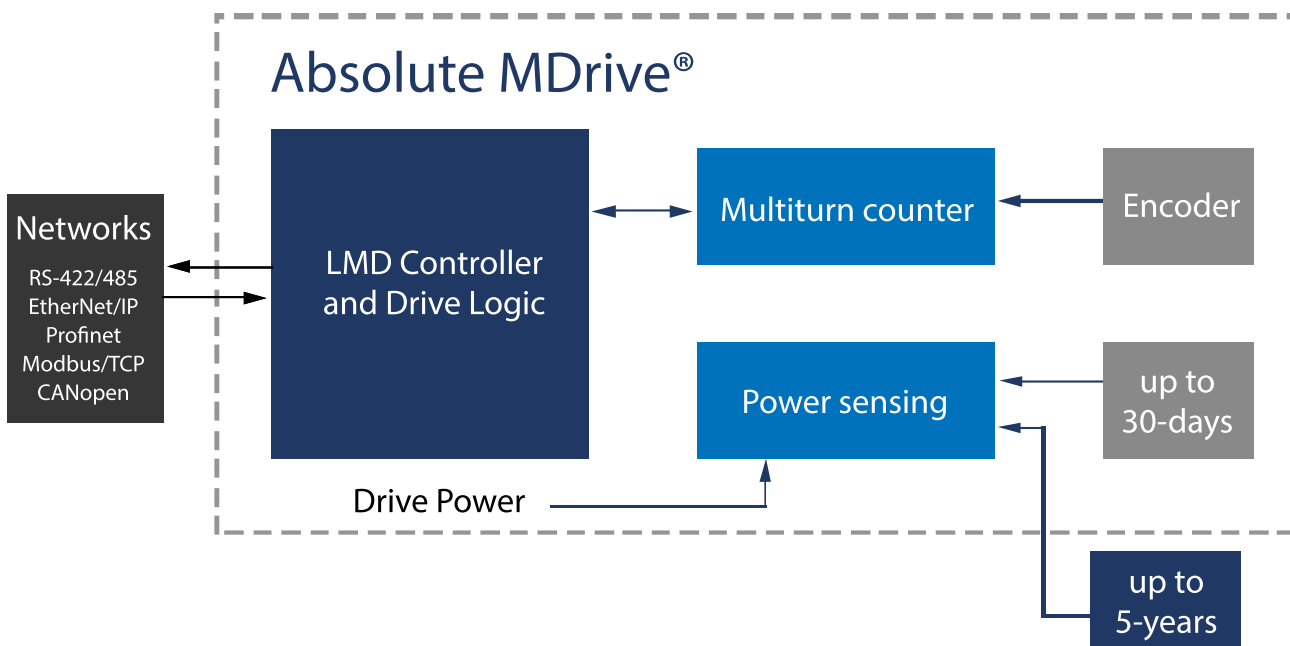 Absolute MDrive®
Networks
RS-422/485
EtherNet/IP
Profinet
Modbus/TCP
CANopen
LMD Controller
and Drive Logic
Multiturn counter
Encoder
Power sensing
up to
30-days
Drive Power
up to
5-years